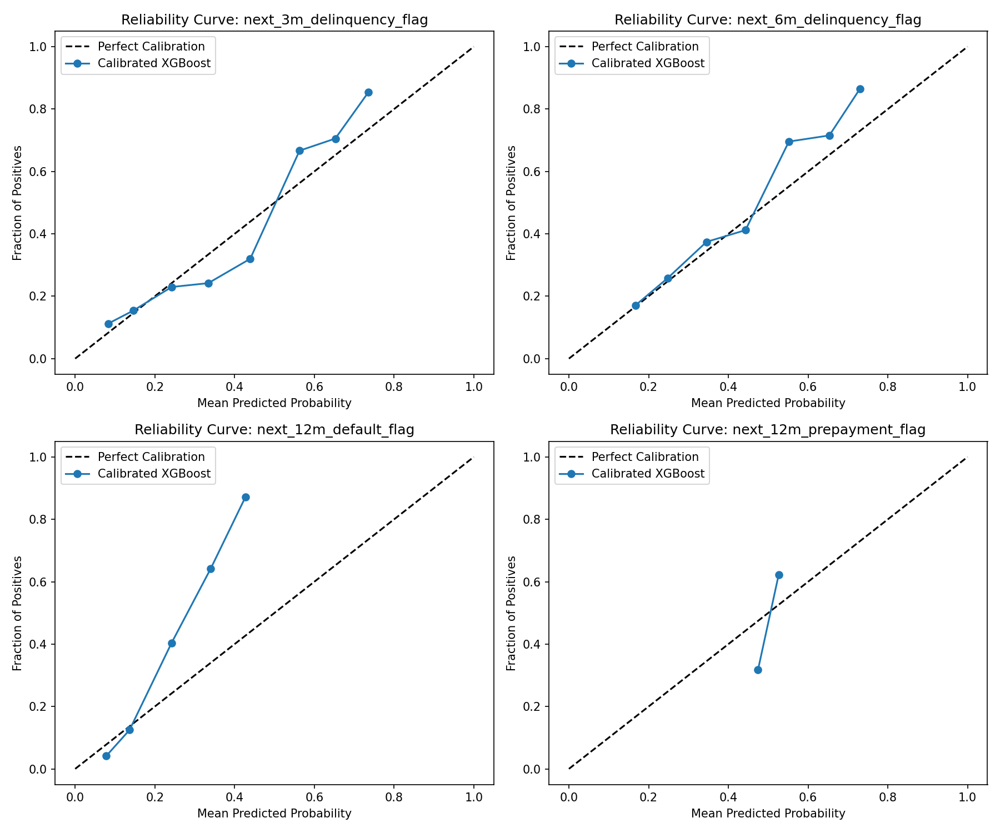 Reliability Curve: next_3m_delinquency_flag
Perfect Calibration
Calibrated XGBoost
Fraction of Positives
1.0
0.8
0.6
0.4
0.2
0.0
0.0 0.2 0.4 0.6 0.8 1.0
Mean Predicted Probability
Reliability Curve: next_6m_delinquency_flag
Perfect Calibration
Calibrated XGBoost
Fraction of Positives
1.0
0.8
0.6
0.4
0.2
0.0
0.0 0.2 0.4 0.6 0.8 1.0
Mean Predicted Probability
Reliability Curve: next_12m_default_flag
Perfect Calibration
Calibrated XGBoost
Fraction of Positives
1.0
0.8
0.6
0.4
0.2
0.0
0.0 0.2 0.4 0.6 0.8 1.0
Mean Predicted Probability
Reliability Curve: next_12m_prepayment_flag
Perfect Calibration
Calibrated XGBoost
Fraction of Positives
1.0
0.8
0.6
0.4
0.2
0.0
0.0 0.2 0.4 0.6 0.8 1.0
Mean Predicted Probability